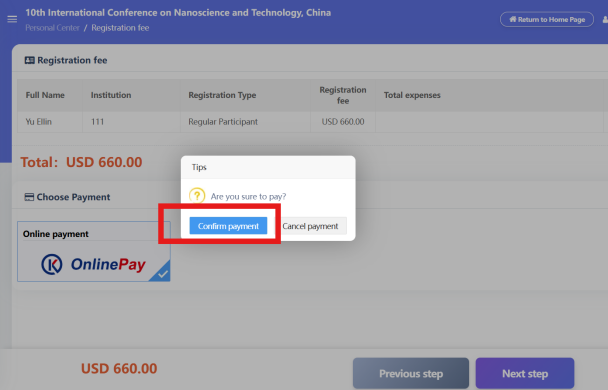 10th International Conference on Nanoscience and Technology, China
Personal Center / Registration fee
Return to Home Page
Registration fee
Full Name Institution Registration Type Registration fee Total expenses
Yu Ellin 111 Regular Participant USD 660.00
Total: USD 660.00
Tips
Are you sure to pay?
Confirm payment Cancel payment
Choose Payment
Online payment
OnlinePay
USD 660.00 Previous step Next step